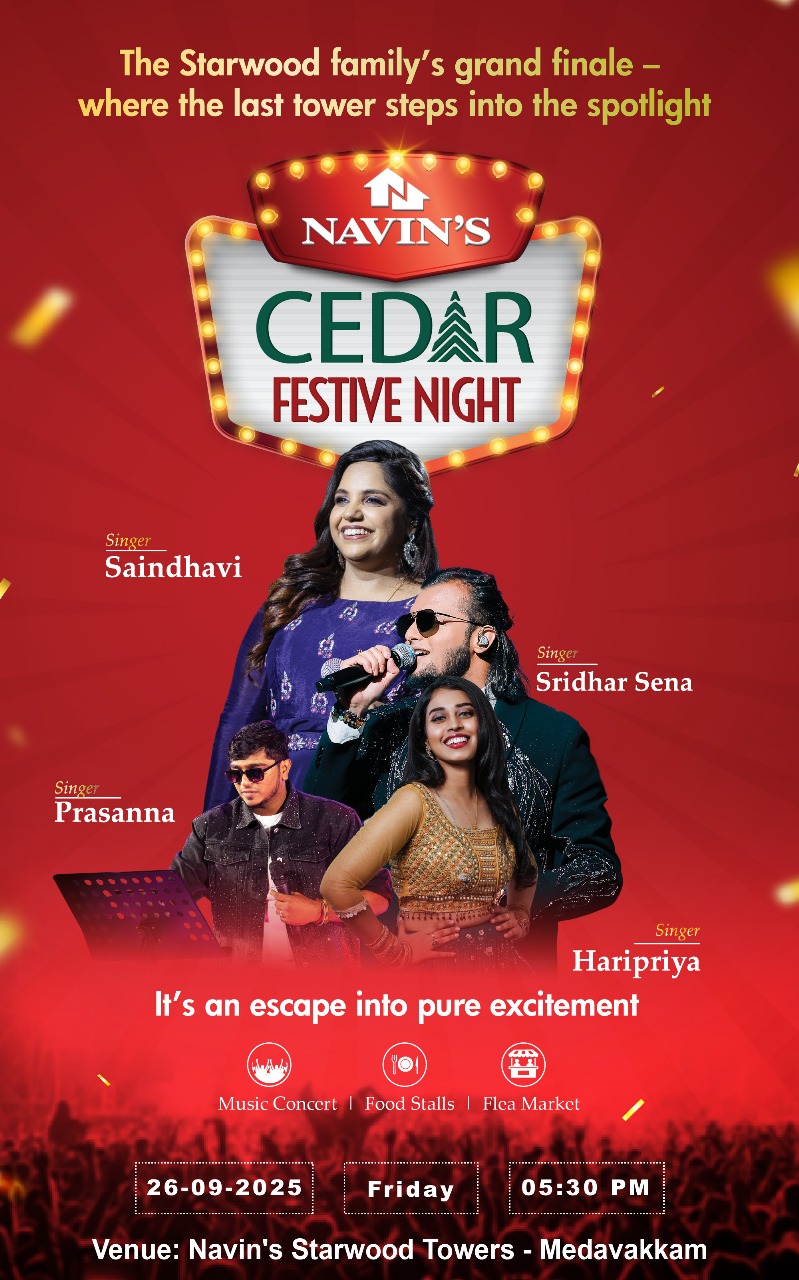 The Starwood family's grand finale –
where the last tower steps into the spotlight
NAVIN'S
CEDAR
FESTIVE NIGHT
Singer
Saindhavi
Singer
Sridhar Sena
Singer
Prasanna
Singer
Haripriya
It's an escape into pure excitement
Music Concert | Food Stalls | Flea Market
26-09-2025 Friday 05:30 PM
Venue: Navin's Starwood Towers - Medavakkam